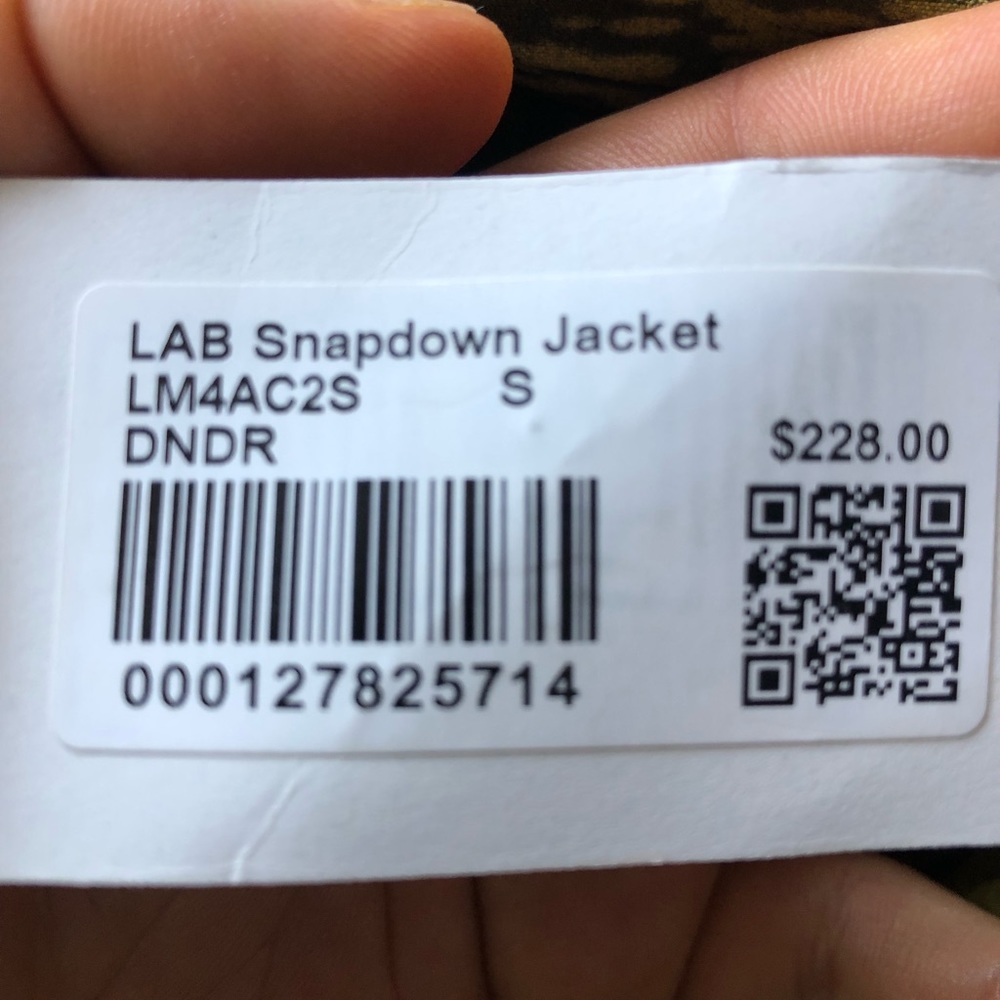 LAB Snapdown Jacket
LM4AC2S S
DNDR
$228.00
000127825714